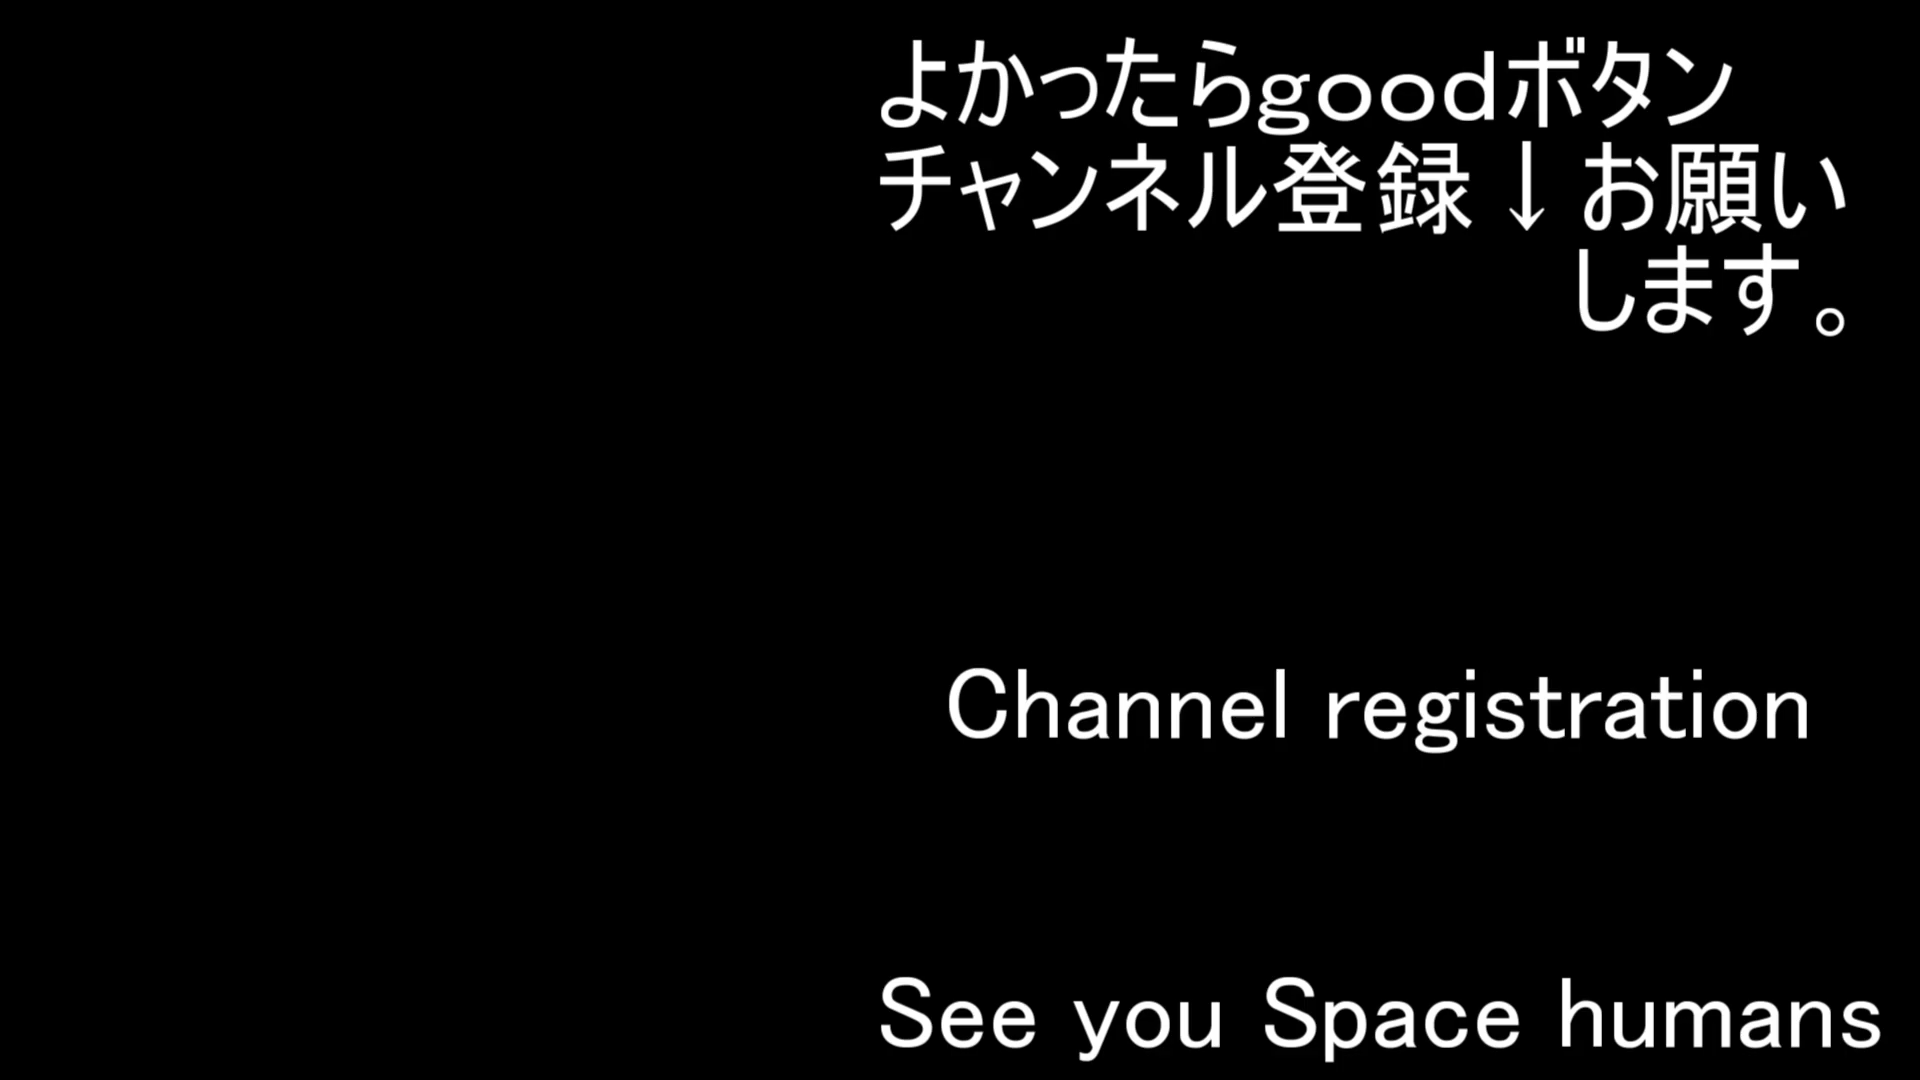 よかったらｇｏｏｄボタン
チャンネル登録↓お願い
します。
Channel registration
See you Space humans